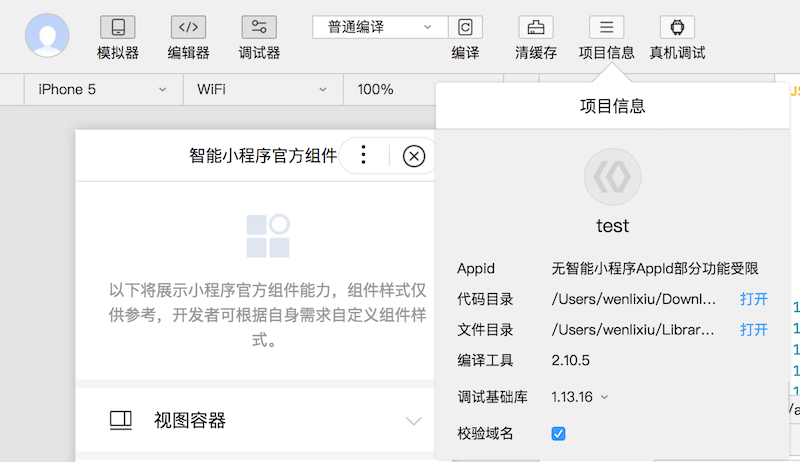 模拟器 编辑器 调试器 普通编译 编译 清缓存 项目信息 真机调试
iPhone 5 WiFi 100%
项目信息
智能小程序官方组件
test
以下将展示小程序官方组件能力，组件样式仅
供参考，开发者可根据自身需求自定义组件样
式。
视图容器
Appid 无智能小程序AppId部分功能受限
代码目录 /Users/wenlixiu/Downl... 打开
文件目录 /Users/wenlixiu/Librar... 打开
编译工具 2.10.5
调试基础库 1.13.16
校验域名